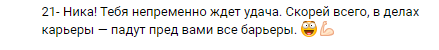 21- Ника! Тебя непременно ждет удача. Скорей всего, в делах
карьеры — падут пред вами все барьеры. 🤪💪🏻